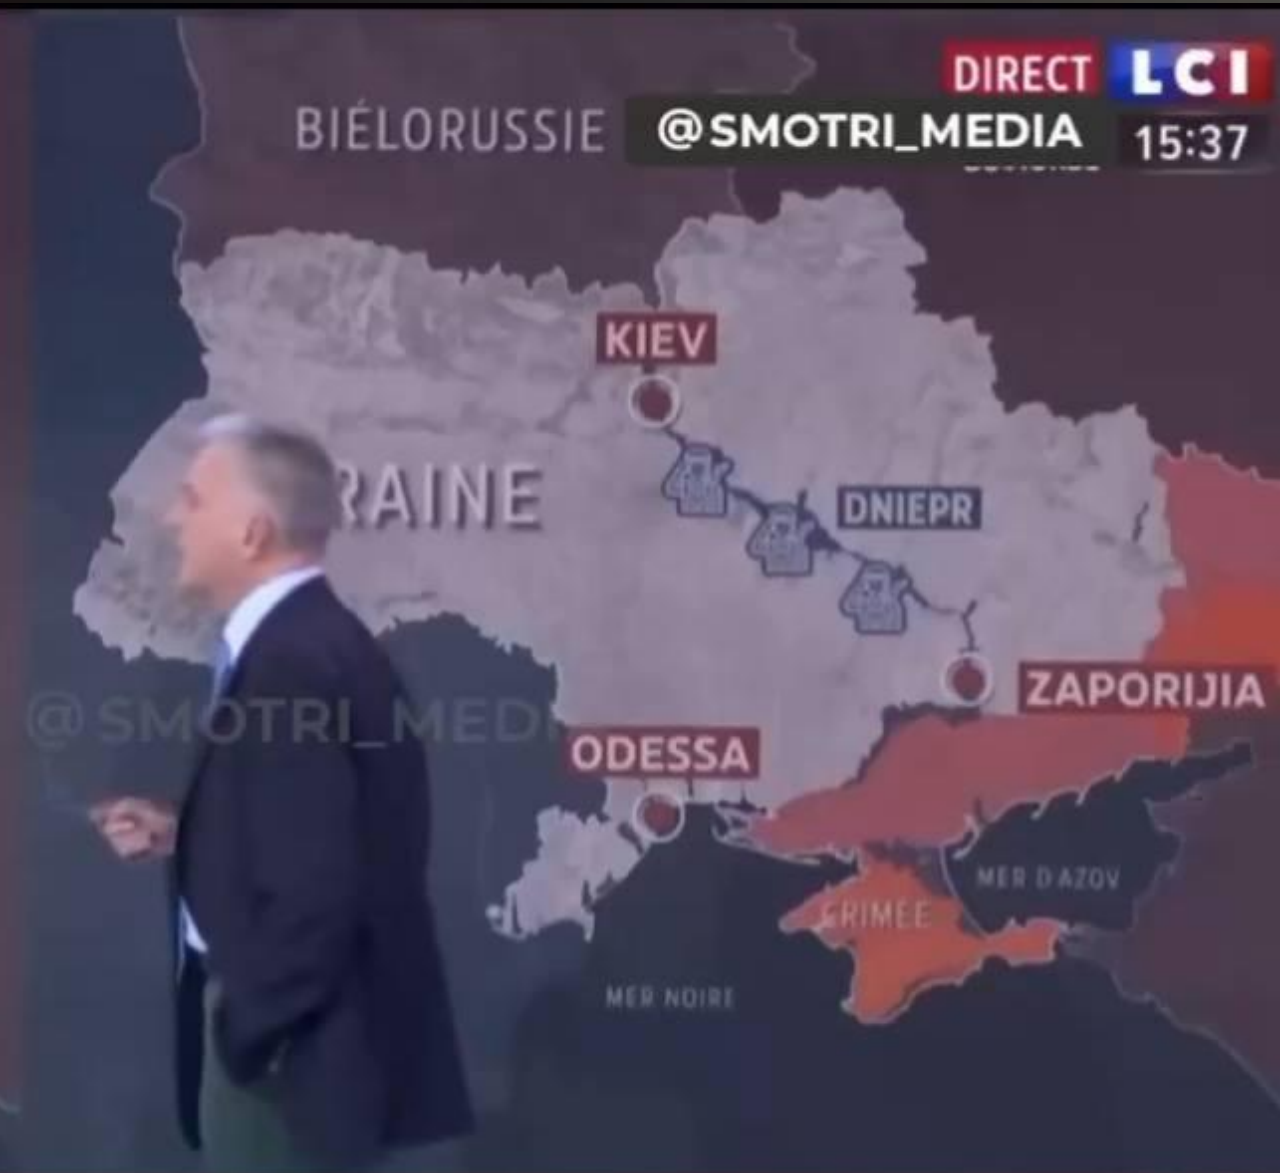 DIRECT LCI
BIÉLORUSSIE
@SMOTRI_MEDIA
15:37
KIEV
RAINE
DNIEPR
ZAPORIJIA
@SMOTRI_MEDI
ODESSA
MER D'AZOV
CRIMÉE
MER NOIRE